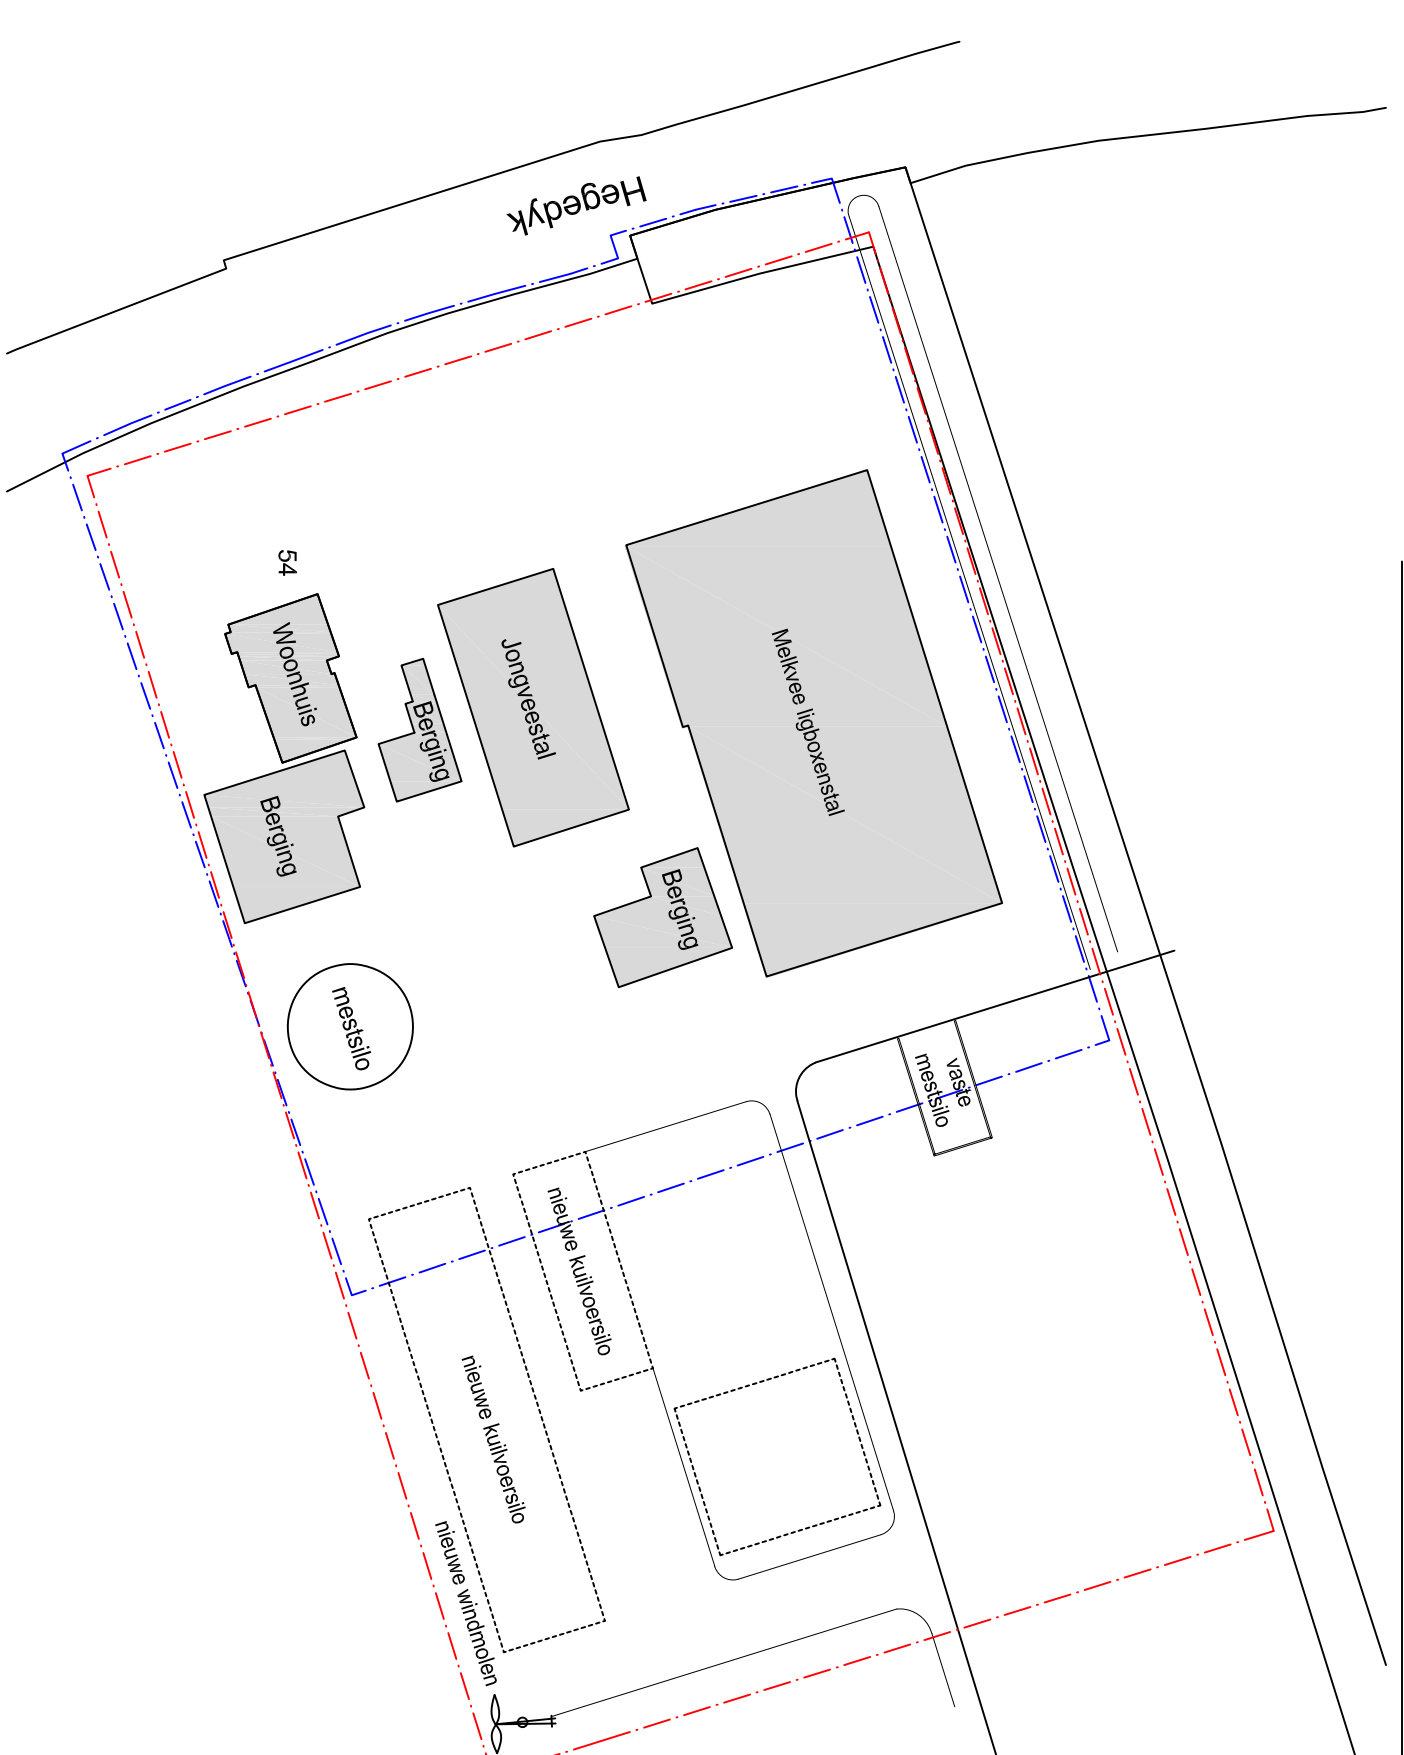 Hegedyk
54
Woonhuis
Berging
Jongveestal
Melkvee ligboxenstal
Berging
Berging
mestsilo
vaste
mestsilo
nieuwe kuilvoersilo
nieuwe kuilvoersilo
nieuwe windmolen